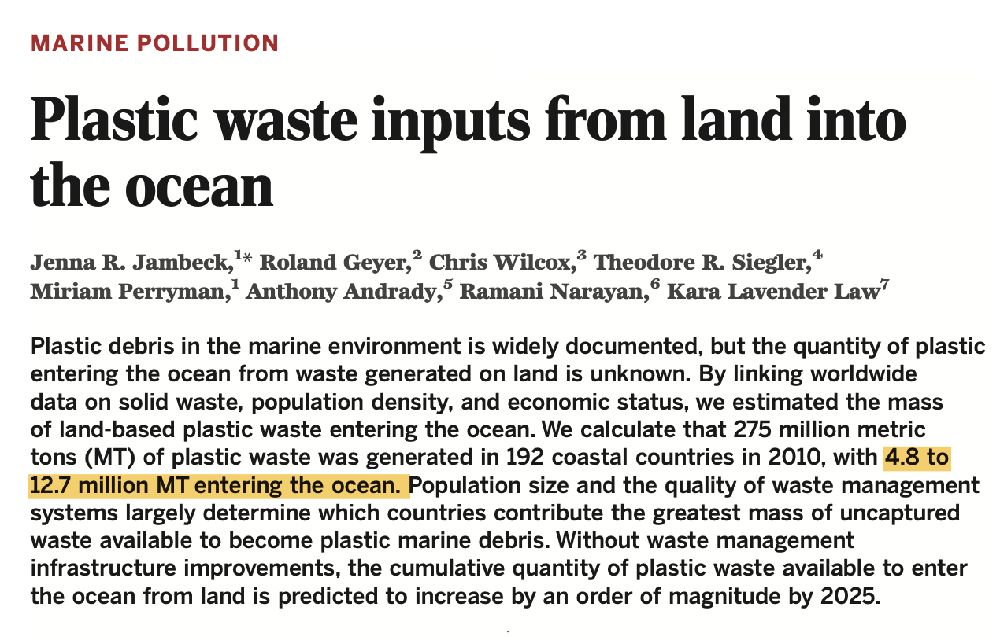 MARINE POLLUTION
Plastic waste inputs from land into
the ocean
Jenna R. Jambeck,¹* Roland Geyer,² Chris Wilcox,³ Theodore R. Siegler,⁴
Miriam Perryman,¹ Anthony Andrady,⁵ Ramani Narayan,⁶ Kara Lavender Law⁷
Plastic debris in the marine environment is widely documented, but the quantity of plastic
entering the ocean from waste generated on land is unknown. By linking worldwide
data on solid waste, population density, and economic status, we estimated the mass
of land-based plastic waste entering the ocean. We calculate that 275 million metric
tons (MT) of plastic waste was generated in 192 coastal countries in 2010, with 4.8 to
12.7 million MT entering the ocean. Population size and the quality of waste management
systems largely determine which countries contribute the greatest mass of uncaptured
waste available to become plastic marine debris. Without waste management
infrastructure improvements, the cumulative quantity of plastic waste available to enter
the ocean from land is predicted to increase by an order of magnitude by 2025.